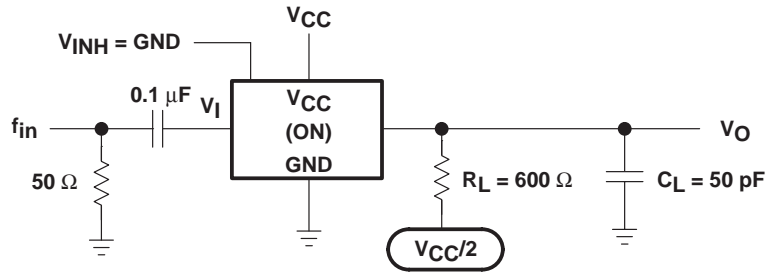 VCC
VINH = GND
0.1 μF
VI
VCC
(ON)
GND
fin
VO
50 Ω
RL = 600 Ω
CL = 50 pF
VCC/2